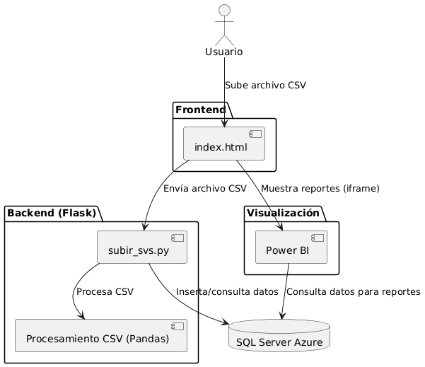 Usuario
Sube archivo CSV
Frontend
index.html
Envía archivo CSV
Muestra reportes (iframe)
Backend (Flask)
Visualización
subir_svs.py
Power BI
Procesa CSV
Inserta/consulta datos
Consulta datos para reportes
Procesamiento CSV (Pandas)
SQL Server Azure